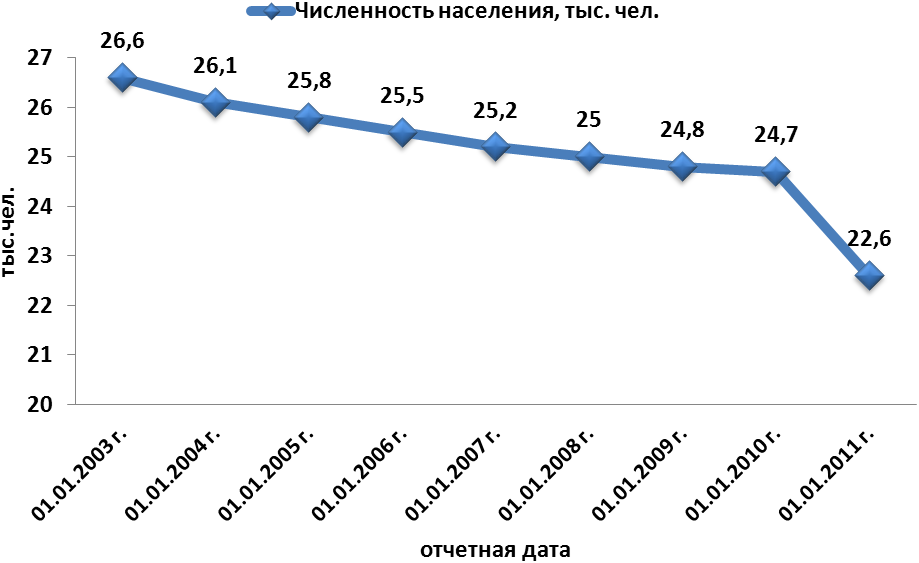 Численность населения, тыс. чел.
26,6
26,1
25,8
25,5
25,2
25
24,8
24,7
22,6
27
26
25
24
23
22
21
20
тыс.чел.
01.01.2003 г.
01.01.2004 г.
01.01.2005 г.
01.01.2006 г.
01.01.2007 г.
01.01.2008 г.
01.01.2009 г.
01.01.2010 г.
01.01.2011 г.
отчетная дата